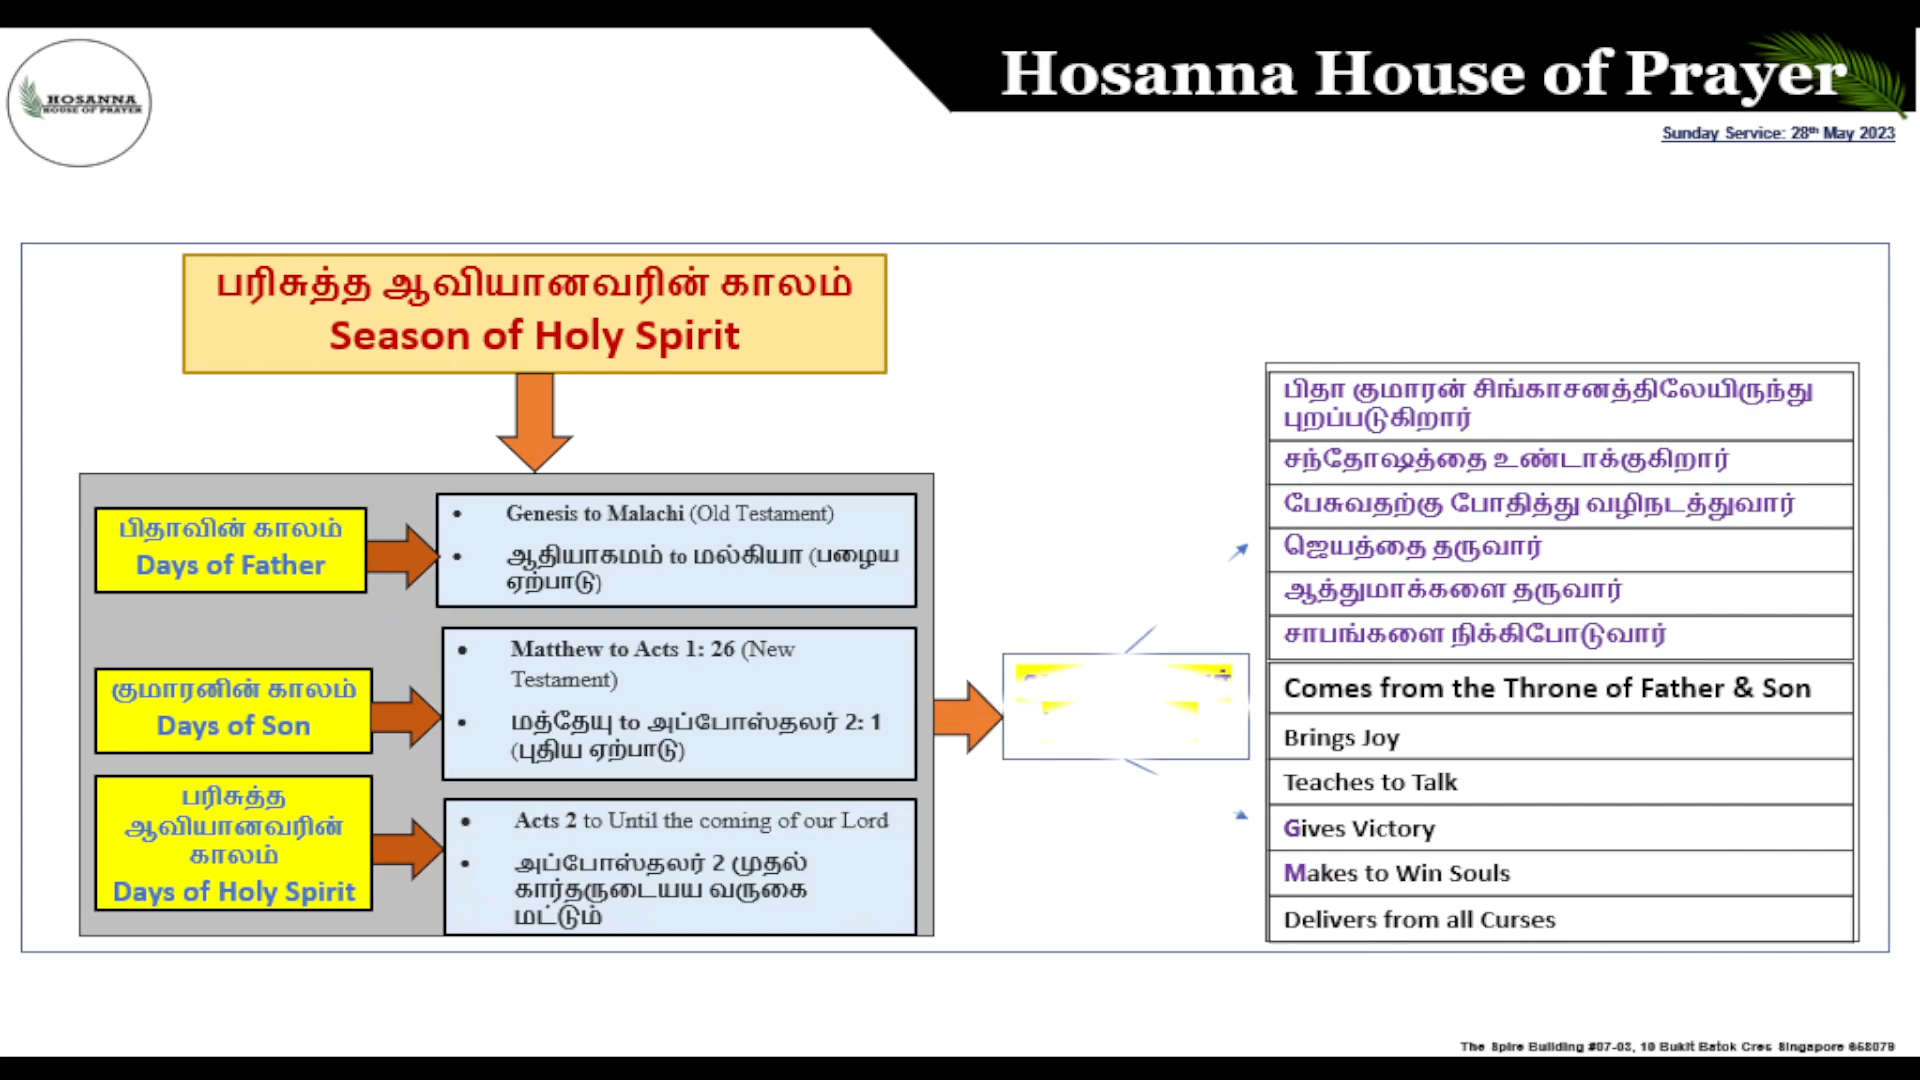 HOSANNA
HOUSE OF PRAYER
Hosanna House of Prayer
Sunday Service: 28th May 2023
பரிசுத்த ஆவியானவரின் காலம்
Season of Holy Spirit
பிதாவின் காலம்
Days of Father
Genesis to Malachi (Old Testament)
ஆதியாகமம் to மல்கியா (பழைய
ஏற்பாடு)
குமாரனின் காலம்
Days of Son
Matthew to Acts 1: 26 (New
Testament)
மத்தேயு to அப்போஸ்தலர் 2: 1
(புதிய ஏற்பாடு)
பரிசுத்த
ஆவியானவரின்
காலம்
Days of Holy Spirit
Acts 2 to Until the coming of our Lord
அப்போஸ்தலர் 2 முதல்
கார்தருடையய வருகை
மட்டும்
பிதா குமாரன் சிங்காசனத்திலேயிருந்து
புறப்படுகிறார்
சந்தோஷத்தை உண்டாக்குகிறார்
பேசுவதற்கு போதித்து வழிநடத்துவார்
ஜெயத்தை தருவார்
ஆத்துமாக்களை தருவார்
சாபங்களை நிக்கிபோடுவார்
Comes from the Throne of Father & Son
Brings Joy
Teaches to Talk
Gives Victory
Makes to Win Souls
Delivers from all Curses
The Spire Building #07-03, 10 Bukit Batok Cres Singapore 658079